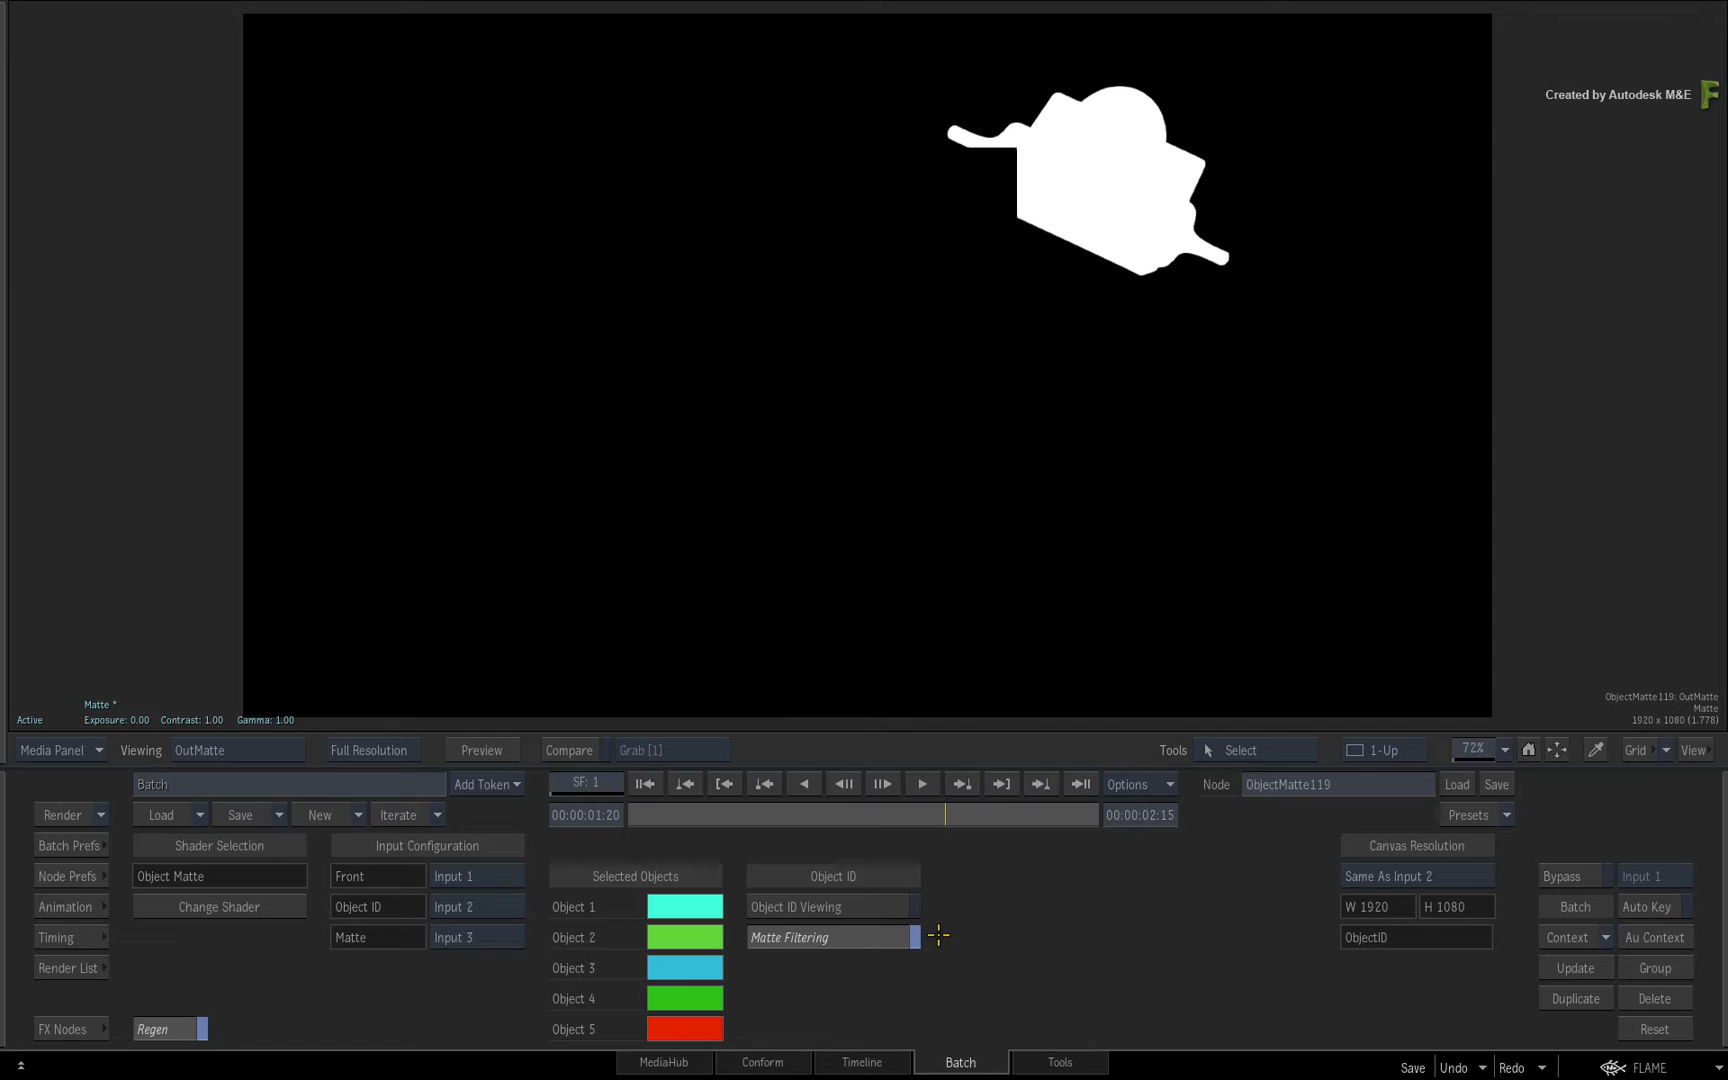 Created by Autodesk M&E
Matte *
Active Exposure: 0.00 Contrast: 1.00 Gamma: 1.00
ObjectMatte119: OutMatte
Matte
1920 x 1080 (1.778)
Media Panel Viewing OutMatte Full Resolution Preview Compare Grab [1] Tools Select 1-Up 72% Grid View
Batch Add Token SF: 1 Options Node ObjectMatte119 Load Save
Render Load Save New Iterate 00:00:01:20 00:00:02:15 Presets
Batch Prefs Shader Selection Input Configuration Canvas Resolution
Node Prefs Object Matte Front Input 1 Selected Objects Object ID Same As Input 2 Bypass Input 1
Animation Change Shader Object ID Input 2 Object 1 Object ID Viewing W 1920 H 1080 Batch Auto Key
Timing Matte Input 3 Object 2 Matte Filtering ObjectID Context Au Context
Render List Object 3 Update Group
Object 4 Duplicate Delete
FX Nodes Regen Object 5 Reset
MediaHub Conform Timeline Batch Tools Save Undo Redo FLAME